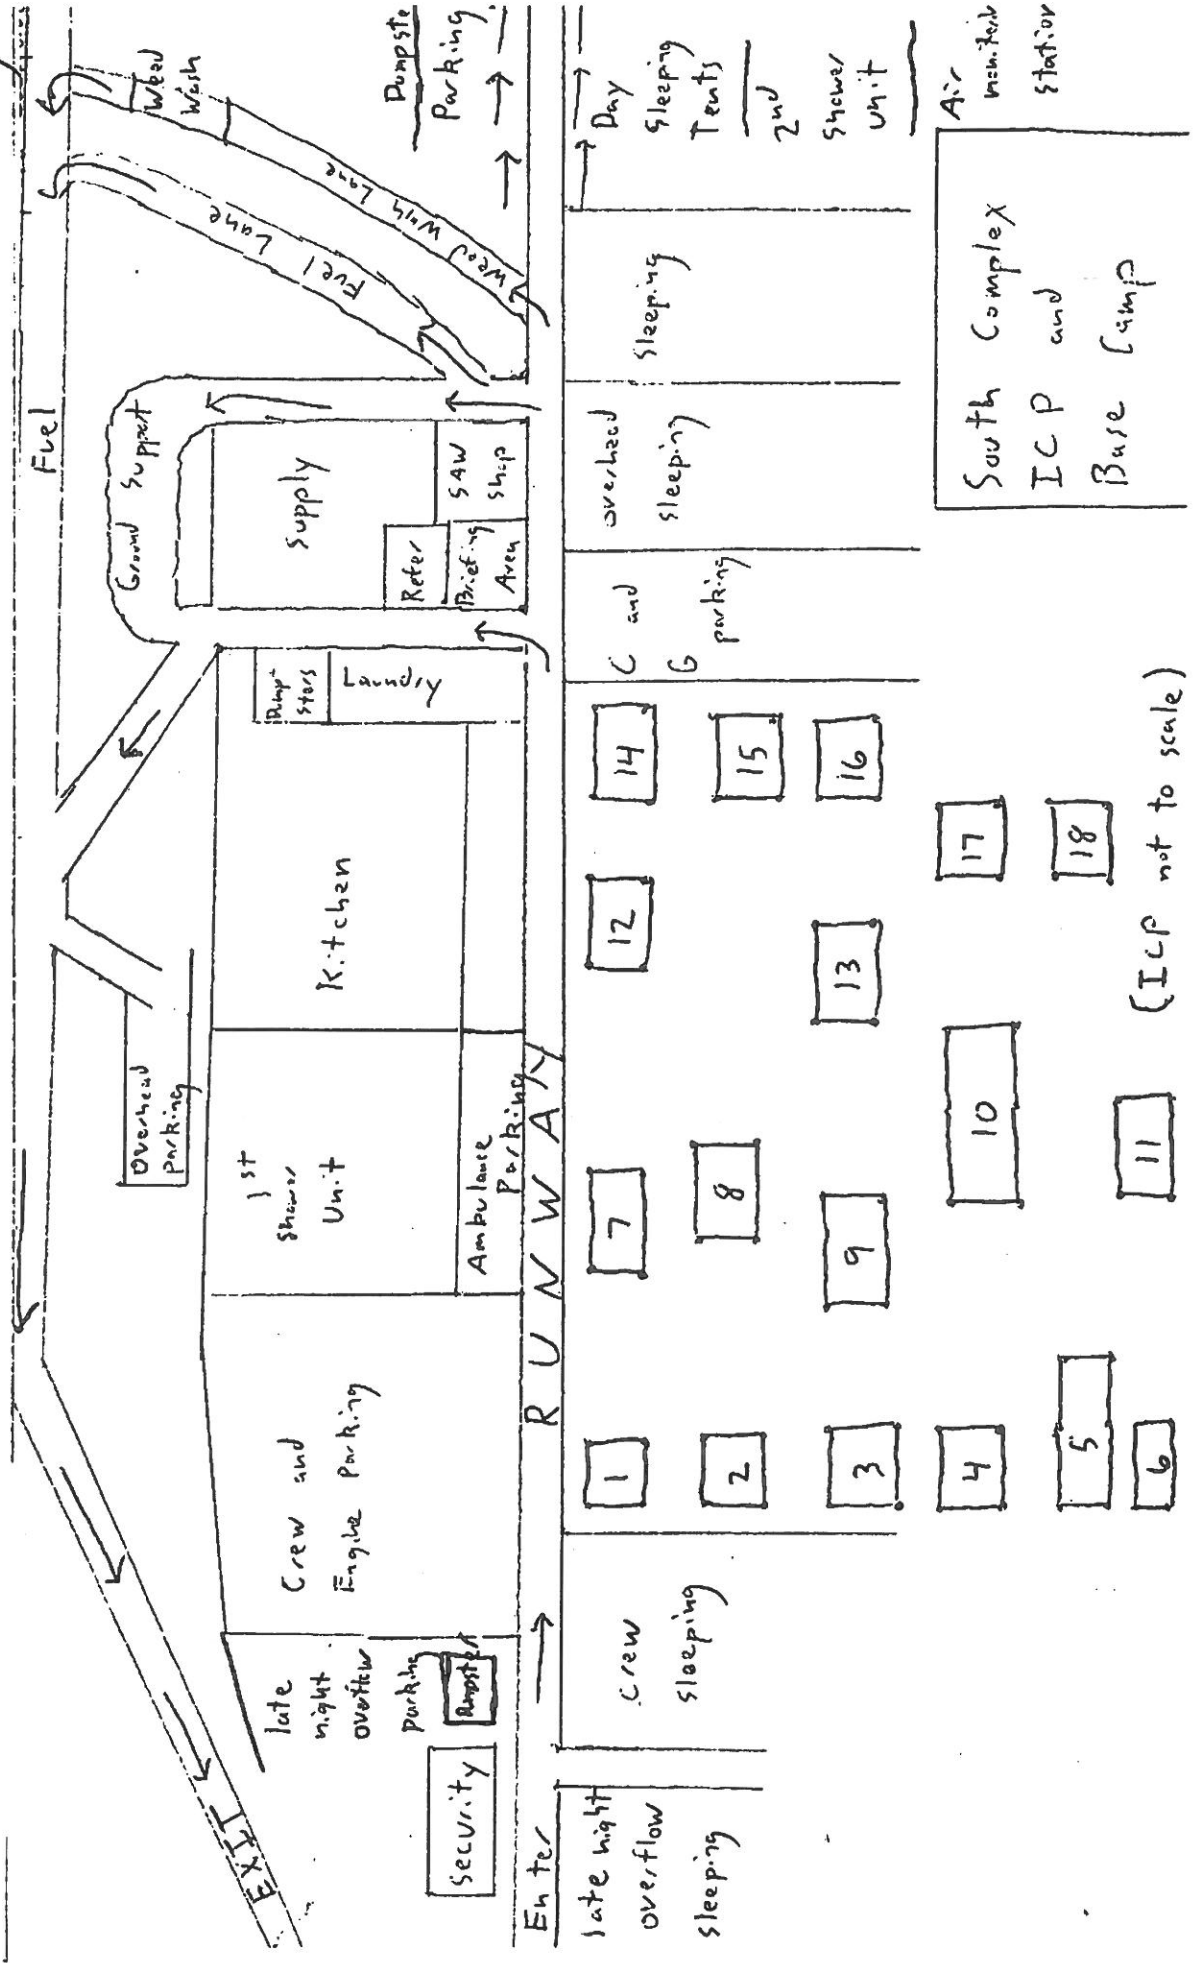 Fuel
Weed
Wash
Dumpste
Parking
Fuel Lane
Weed Wash Lane
Ground Support
Supply
SAW
Shop
Refer
Briefing
Area
Dump
sters
Laundry
Kitchen
Overhead
parking
1st
Shower
Unit
Ambulance
Parking
Crew and
Engine Parking
late
night
overflow
parking
Security
EXIT
Enter
RUNWAY
late night
overflow
sleeping
Crew
sleeping
1
2
3
4
5
6
7
8
9
10
11
12
13
14
15
16
17
18
C and
G parking
overhead
sleeping
Sleeping
Day
Sleeping
Tents
2nd
Shower
unit
Air
station
South Complex
ICP and
Base Camp
(ICP not to scale)